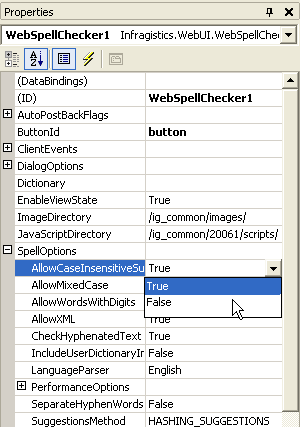 Properties
WebSpellChecker1 Infragistics.WebUI.WebSpellChe
(DataBindings)
(ID) WebSpellChecker1
AutoPostBackFlags
ButtonId button
ClientEvents
DialogOptions
Dictionary
EnableViewState True
ImageDirectory /ig_common/images/
JavaScriptDirectory /ig_common/20061/scripts/
SpellOptions
AllowCaseInsensitiveSu True
AllowMixedCase True
AllowWordsWithDigits False
AllowXML True
CheckHyphenatedText True
IncludeUserDictionaryIn False
LanguageParser English
PerformanceOptions
SeparateHyphenWords False
SuggestionsMethod HASHING_SUGGESTIONS